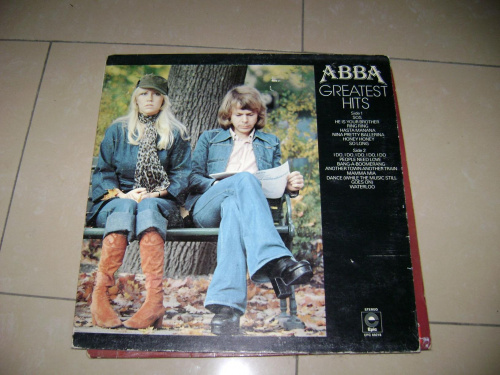 ABBA
GREATEST
HITS
Side 1
SOS
HE IS YOUR BROTHER
RING RING
HASTA MANANA
NINA, PRETTY BALLERINA
HONEY HONEY
SO LONG
Side 2
I DO, I DO, I DO, I DO, I DO
PEOPLE NEED LOVE
BANG-A-BOOMERANG
ANOTHER TOWN ANOTHER TRAIN
MAMMA MIA
DANCE (WHILE THE MUSIC STILL
GOES ON)
WATERLOO
STEREO
Epic